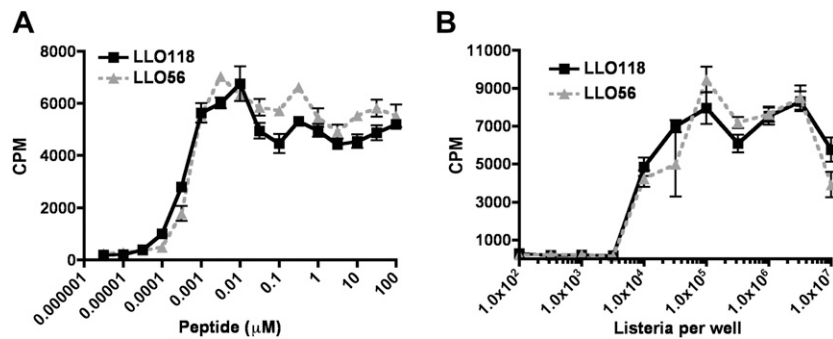 A
B
LLO118
LLO56
8000
6000
4000
2000
0
CPM
0.000001
0.00001
0.0001
0.001
0.01
0.1
1
10
100
Peptide (μM)
LLO118
LLO56
11000
9000
7000
5000
3000
1000
CPM
1.0x10²
1.0x10³
1.0x10⁴
1.0x10⁵
1.0x10⁶
1.0x10⁷
Listeria per well